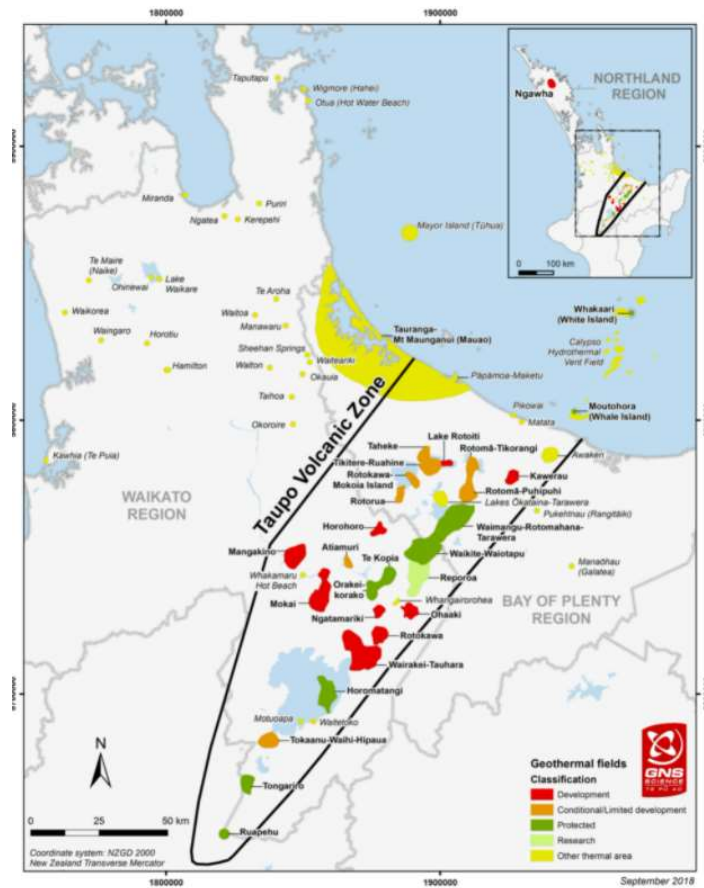 1800000
1900000
Taputapu
Wigmore (Hahei)
Otua (Hot Water Beach)
NORTHLAND
REGION
Ngawha
0 100 km
Miranda
Puriri
Ngatea
Kerepehi
Mayor Island (Tūhua)
Te Maire
(Naike)
Ohinewai
Lake
Waikare
Te Aroha
Waikorea
Waitoa
Whakaari
(White Island)
Waingaro
Horotiu
Manawaru
Tauranga-
Mt Maunganui (Mauao)
Calypso
Hydrothermal
Vent Field
Sheehan Springs
Waiteariki
Hamilton
Walton
Okauia
Pāpāmoa-Maketu
Taihoa
Pikowai
Moutohora
(Whale Island)
Okoroire
Matata
Taupo Volcanic Zone
Kawhia (Te Puia)
Taheke
Lake Rotoiti
Rotomā-Tikorangi
Awakeri
Tikitere-Ruahine
Rotokawa-
Mokoia Island
Kawerau
WAIKATO
REGION
Rotorua
Rotomā-Puhipuhi
Lakes Ōkataina-Tarawera
Pukehinau (Rangitāiki)
Horohoro
Waimangu-Rotomahana-
Tarawera
Mangakino
Atiamuri
Te Kopia
Waikite-Waiotapu
Manaohau
(Galatea)
Whakamaru
Hot Beach
Orakei-
korako
Reporoa
Mokai
Whangairorohea
BAY OF PLENTY
REGION
Ngatamariki
Ohaaki
Rotokawa
Wairakei-Tauhara
Horomatangi
Motuoapa
Waitetoko
N
Tokaanu-Waihi-Hipaua
Tongariro
Ruapehu
0 25 50 km
Coordinate system: NZGD 2000
New Zealand Transverse Mercator
GNS
SCIENCE
TE PŪ AO
Geothermal fields
Classification
Development
Conditional/Limited development
Protected
Research
Other thermal area
1800000
1900000
September 2018